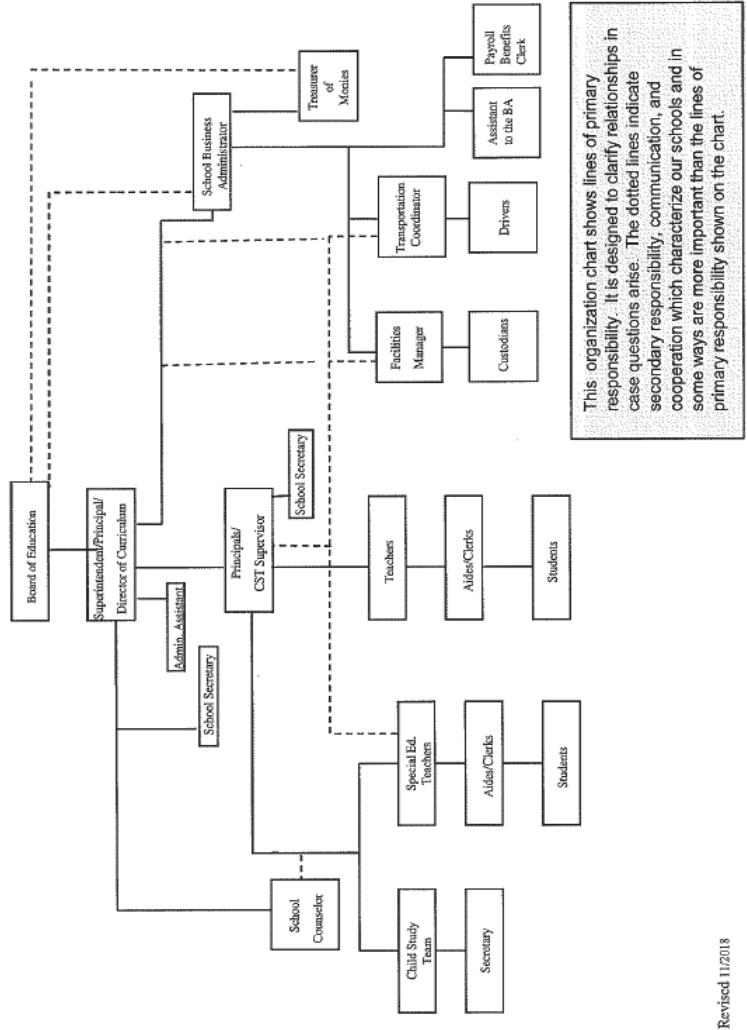 Board of Education
Superintendent/Principal/
Director of Curriculum
Admin. Assistant
School Secretary
School Business
Administrator
Treasurer
of
Monies
Principals/
CST Supervisor
School Secretary
School
Counselor
Child Study
Team
Secretary
Special Ed.
Teachers
Aides/Clerks
Students
Teachers
Aides/Clerks
Students
Facilities
Manager
Custodians
Transportation
Coordinator
Drivers
Assistant
to the BA
Payroll
Benefits
Clerk
This organization chart shows lines of primary
responsibility. It is designed to clarify relationships in
case questions arise. The dotted lines indicate
secondary responsibility, communication, and
cooperation which characterize our schools and in
some ways are more important than the lines of
primary responsibility shown on the chart.
Revised 11/2018